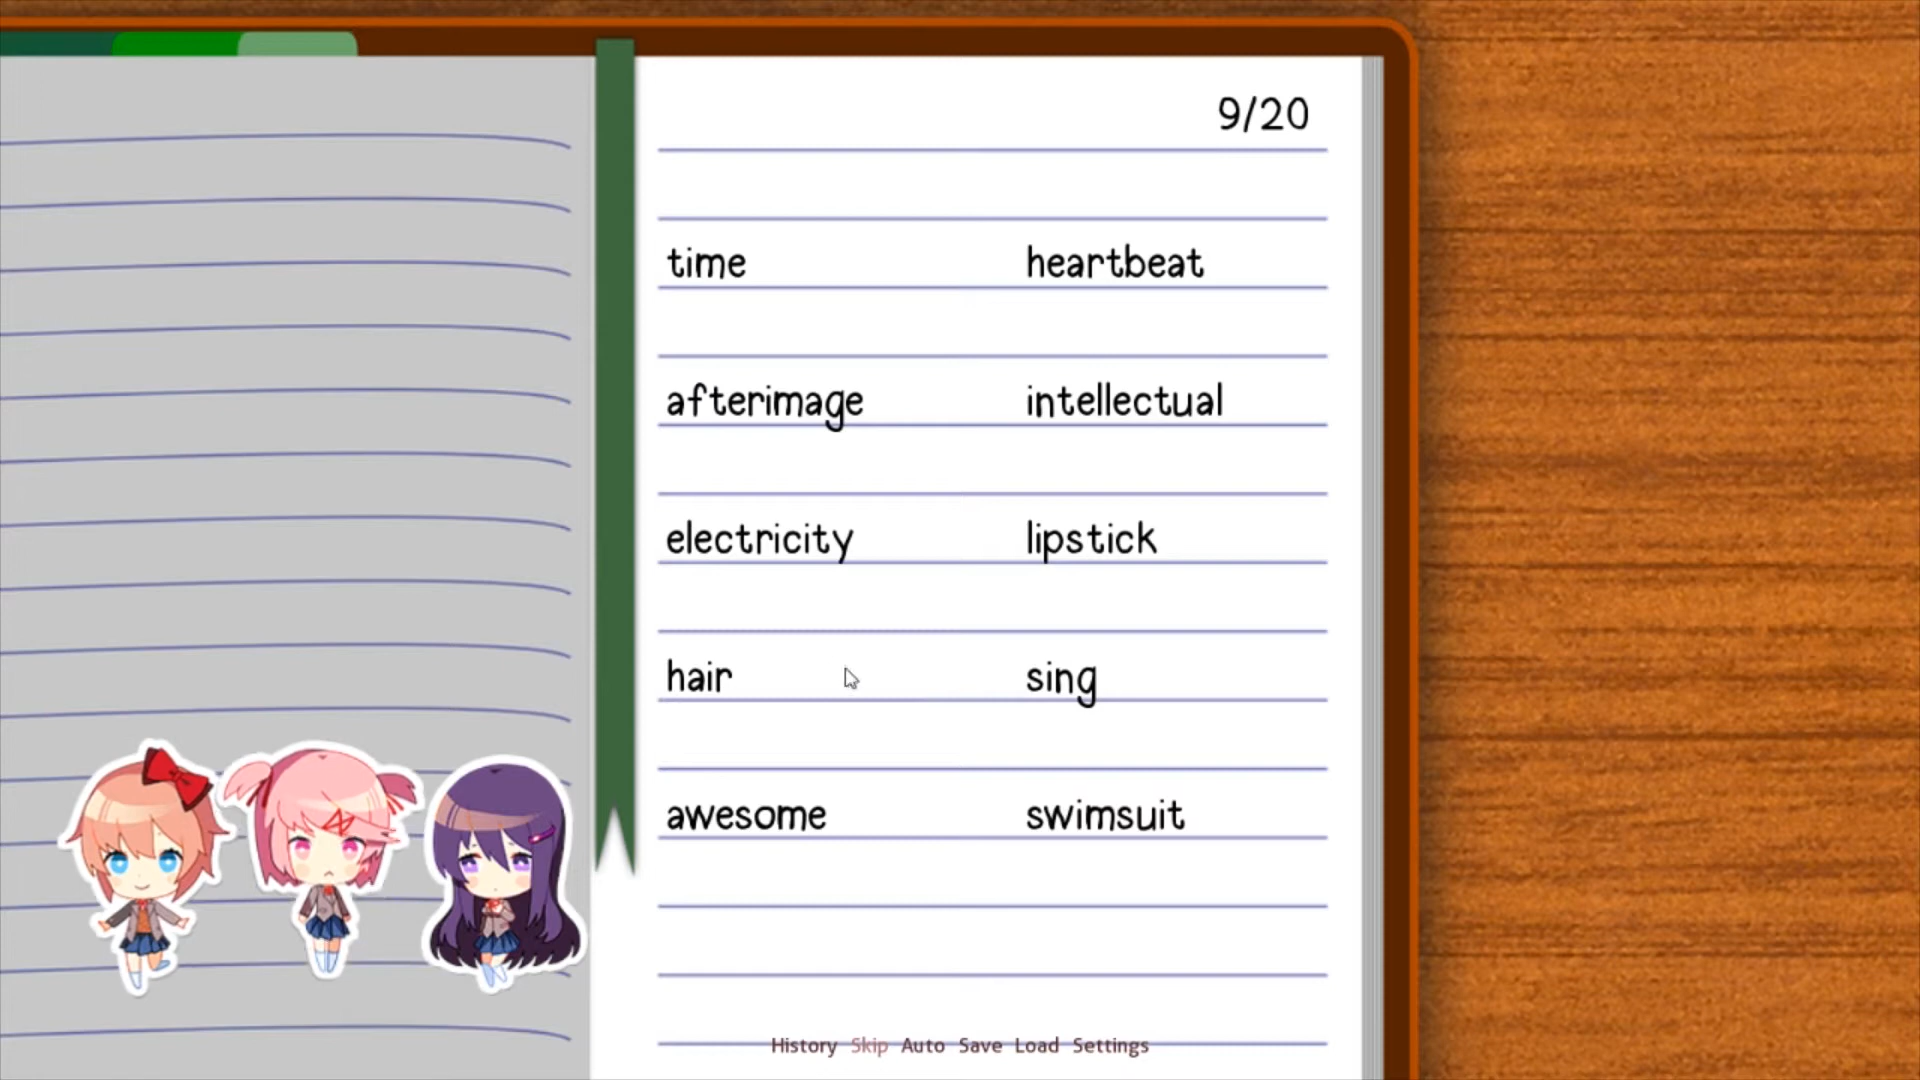 9/20
time heartbeat
afterimage intellectual
electricity lipstick
hair sing
awesome swimsuit
History Skip Auto Save Load Settings